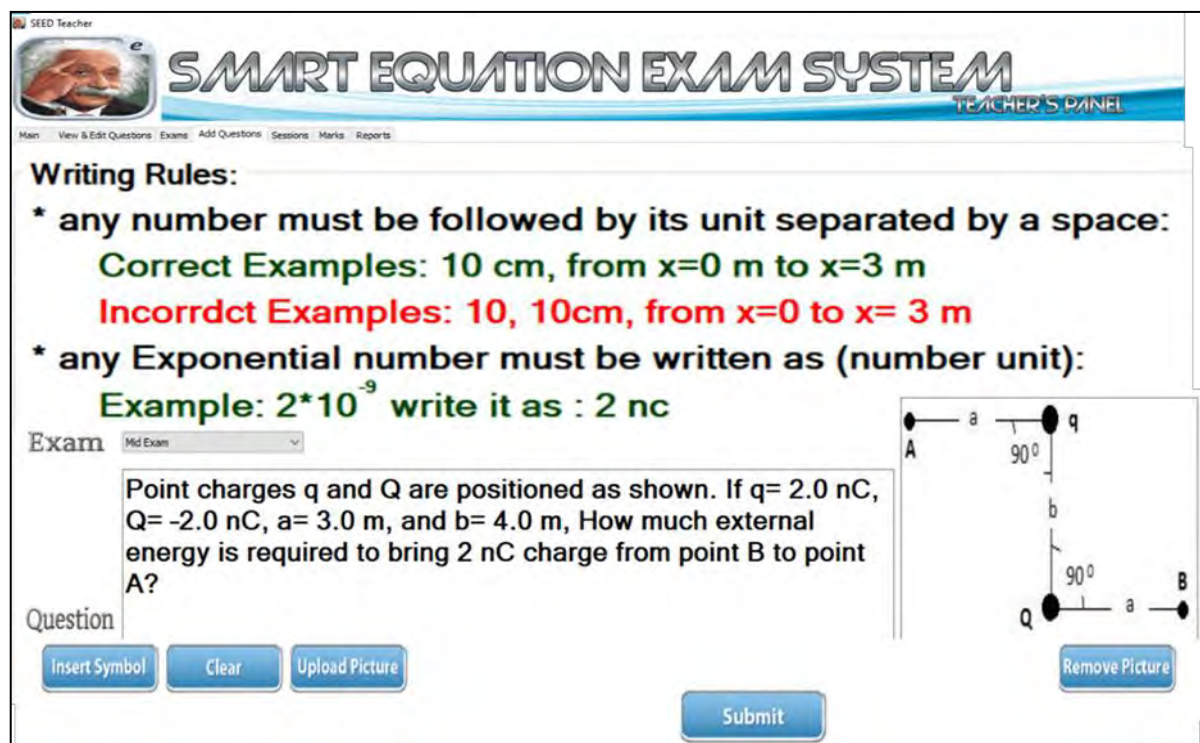 SEED Teacher
e
SMART EQUATION EXAM SYSTEM
TEACHER'S PANEL
Main View & Edit Questions Exams Add Questions Sessions Marks Reports
Writing Rules:
* any number must be followed by its unit separated by a space:
Correct Examples: 10 cm, from x=0 m to x=3 m
Incorrdct Examples: 10, 10cm, from x=0 to x= 3 m
* any Exponential number must be written as (number unit):
Example: 2*10⁻⁹ write it as : 2 nc
Exam Mid Exam
Point charges q and Q are positioned as shown. If q= 2.0 nC,
Q= -2.0 nC, a= 3.0 m, and b= 4.0 m, How much external
energy is required to bring 2 nC charge from point B to point
A?
Question
a q
A 90⁰
b
90⁰ B
Q a
Insert Symbol Clear Upload Picture Remove Picture
Submit